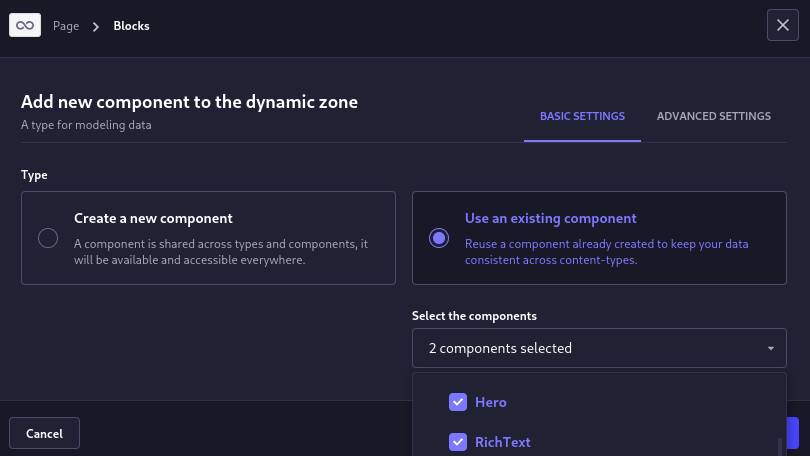 Page
Blocks
Add new component to the dynamic zone
A type for modeling data
BASIC SETTINGS
ADVANCED SETTINGS
Type
Create a new component
A component is shared across types and components, it
will be available and accessible everywhere.
Use an existing component
Reuse a component already created to keep your data
consistent across content-types.
Select the components
2 components selected
Hero
RichText
Cancel